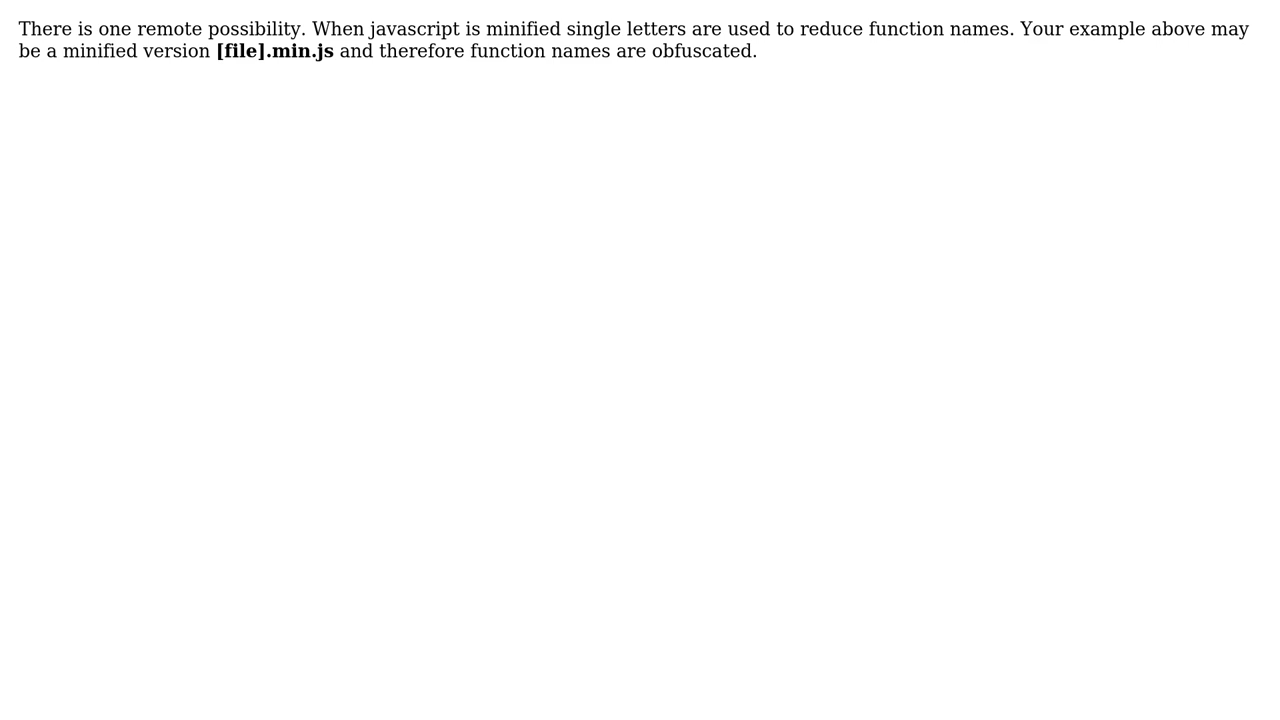 There is one remote possibility. When javascript is minified single letters are used to reduce function names. Your example above may
be a minified version [file].min.js and therefore function names are obfuscated.